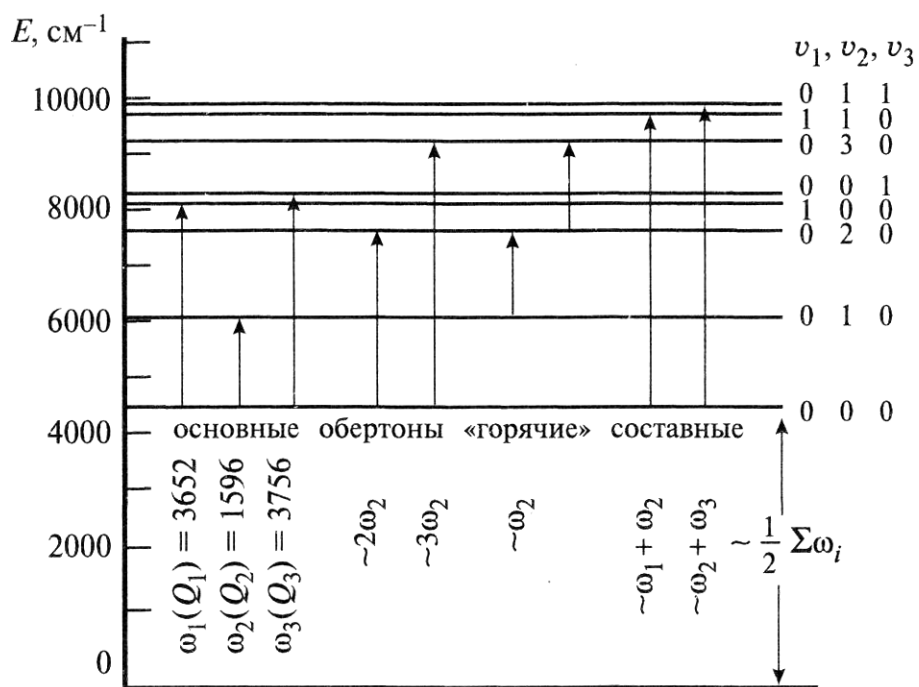 E, см⁻¹
v₁, v₂, v₃
10000
0 1 1
1 1 0
0 3 0
8000
0 0 1
1 0 0
0 2 0
6000
0 1 0
4000
0 0 0
основные обертоны «горячие» составные
ω₁(Q₁) = 3652
ω₂(Q₂) = 1596
ω₃(Q₃) = 3756
~2ω₂
~3ω₂
~ω₂
~ω₁ + ω₂
~ω₂ + ω₃
~ 1/2 Σωᵢ
2000
0